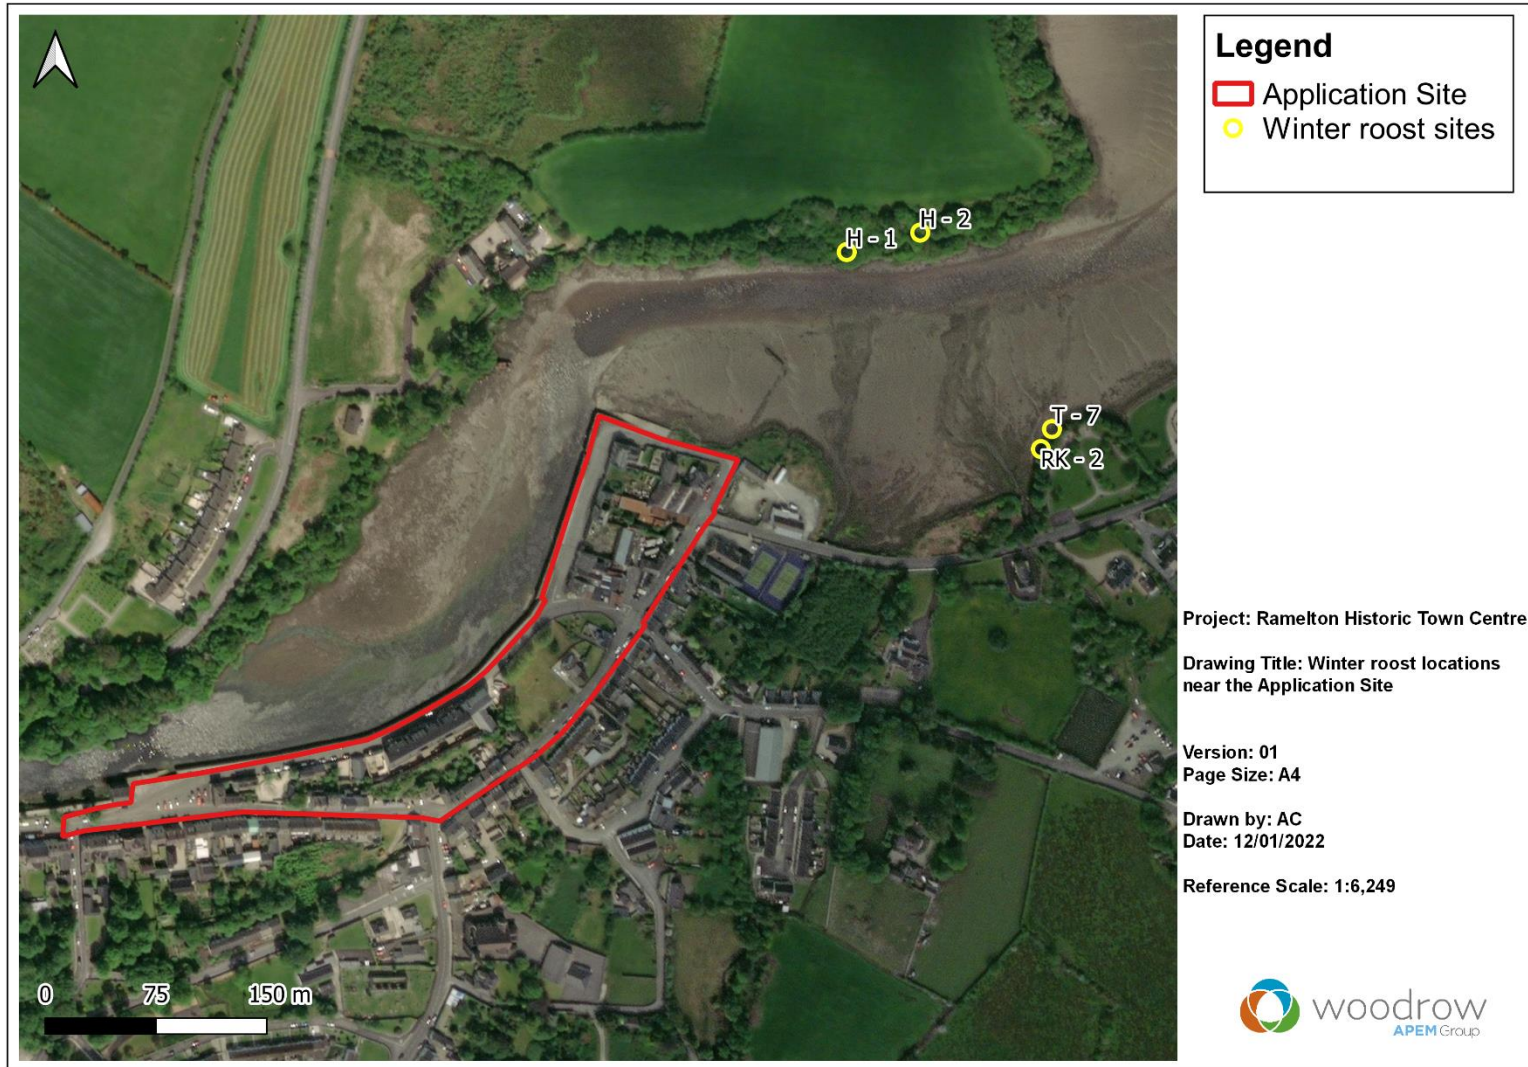 Legend
Application Site
Winter roost sites
H - 2
H - 1
T - 7
RK - 2
Project: Ramelton Historic Town Centre
Drawing Title: Winter roost locations
near the Application Site
Version: 01
Page Size: A4
Drawn by: AC
Date: 12/01/2022
Reference Scale: 1:6,249
0 75 150 m
woodrow
APEM Group